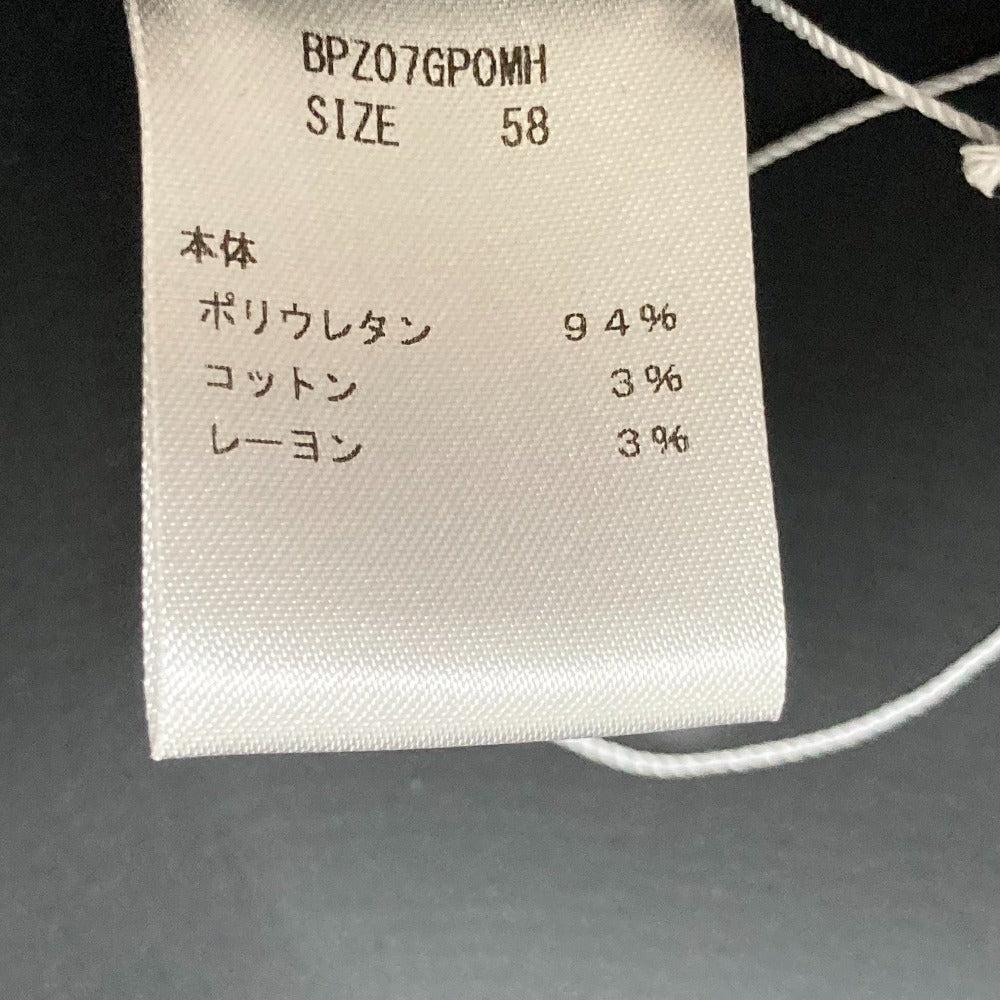 BPZ07GP0MH
SIZE 58
本体
ポリウレタン 94%
コットン 3%
レーヨン 3%